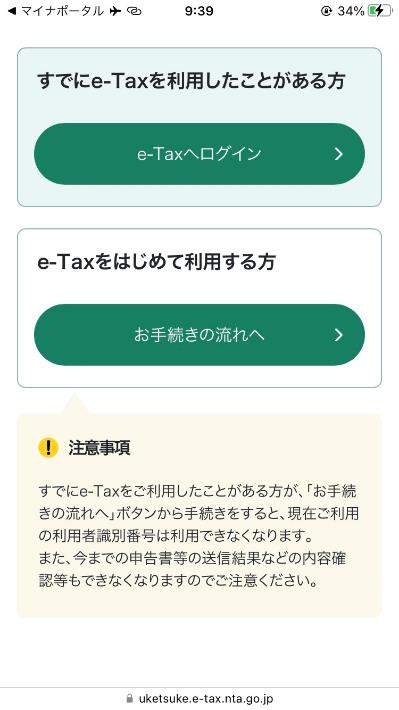 マイナポータル
9:39
34%
すでにe-Taxを利用したことがある方
e-Taxへログイン
e-Taxをはじめて利用する方
お手続きの流れへ
注意事項
すでにe-Taxをご利用したことがある方が、「お手続
きの流れへ」ボタンから手続きをすると、現在ご利用
の利用者識別番号は利用できなくなります。
また、今までの申告書等の送信結果などの内容確
認等もできなくなりますのでご注意ください。
uketsuke.e-tax.nta.go.jp